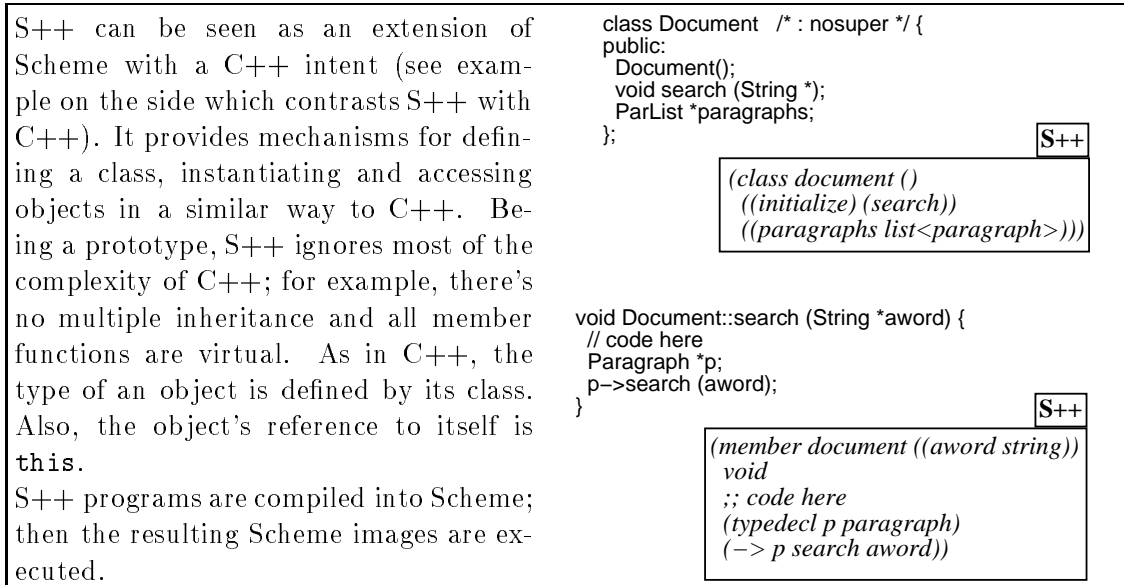 S++ can be seen as an extension of
Scheme with a C++ intent (see exam-
ple on the side which contrasts S++ with
C++). It provides mechanisms for defin-
ing a class, instantiating and accessing
objects in a similar way to C++. Be-
ing a prototype, S++ ignores most of the
complexity of C++; for example, there's
no multiple inheritance and all member
functions are virtual. As in C++, the
type of an object is defined by its class.
Also, the object's reference to itself is
this.
S++ programs are compiled into Scheme;
then the resulting Scheme images are ex-
ecuted.
class Document /* : nosuper */ {
public:
Document();
void search (String *);
ParList *paragraphs;
};
S++
(class document ()
((initialize) (search))
((paragraphs list<paragraph>)))
void Document::search (String *aword) {
// code here
Paragraph *p;
p−>search (aword);
}
S++
(member document ((aword string))
void
;; code here
(typedecl p paragraph)
(−> p search aword))